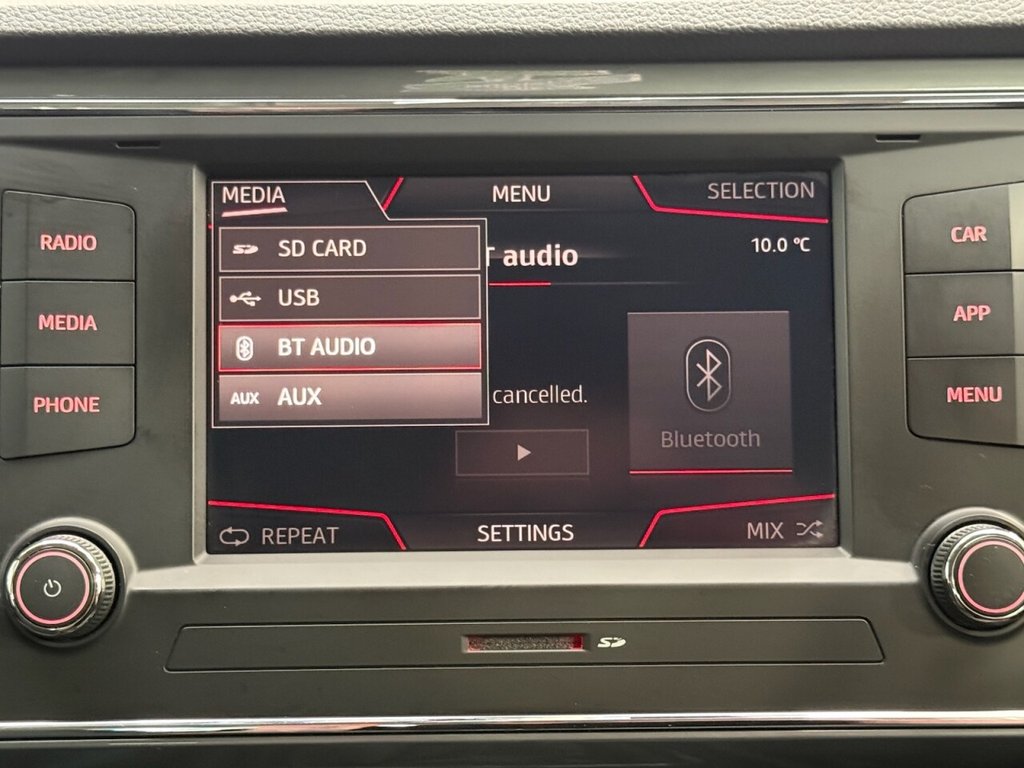 MEDIA
MENU
SELECTION
RADIO
MEDIA
PHONE
SD CARD
USB
BT AUDIO
AUX AUX
audio
10.0 °C
cancelled.
Bluetooth
REPEAT
SETTINGS
MIX
CAR
APP
MENU
SD